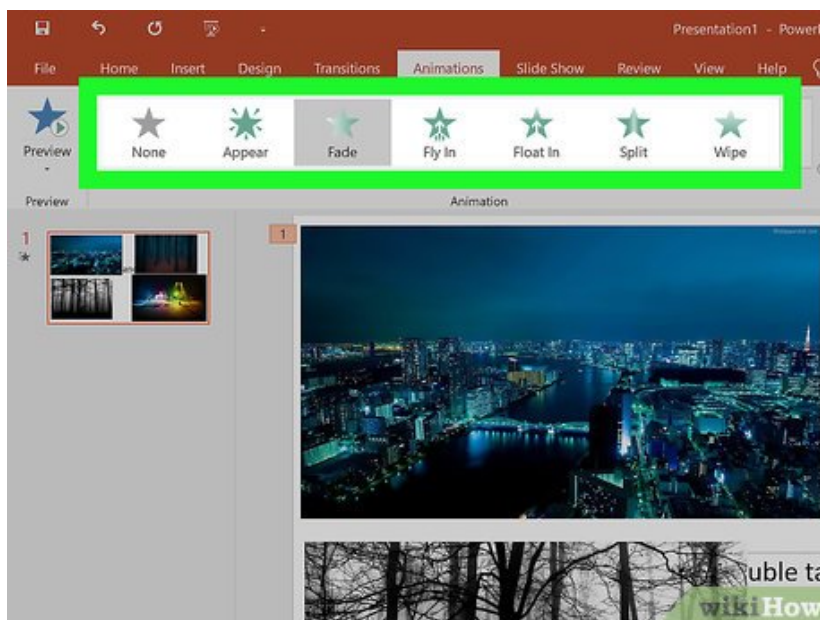 Presentation1 - Power
File Home Insert Design Transitions Animations Slide Show Review View Help
Preview None Appear Fade Fly In Float In Split Wipe
Preview Animation
1
1
uble ta
wikiHow